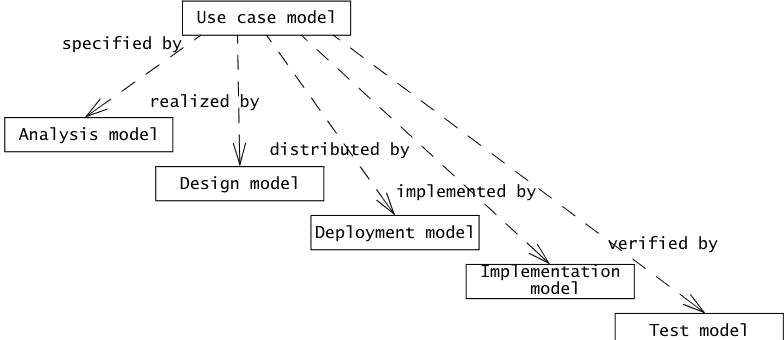 Use case model
specified by
realized by
Analysis model
distributed by
Design model
implemented by
Deployment model
verified by
Implementation
model
Test model